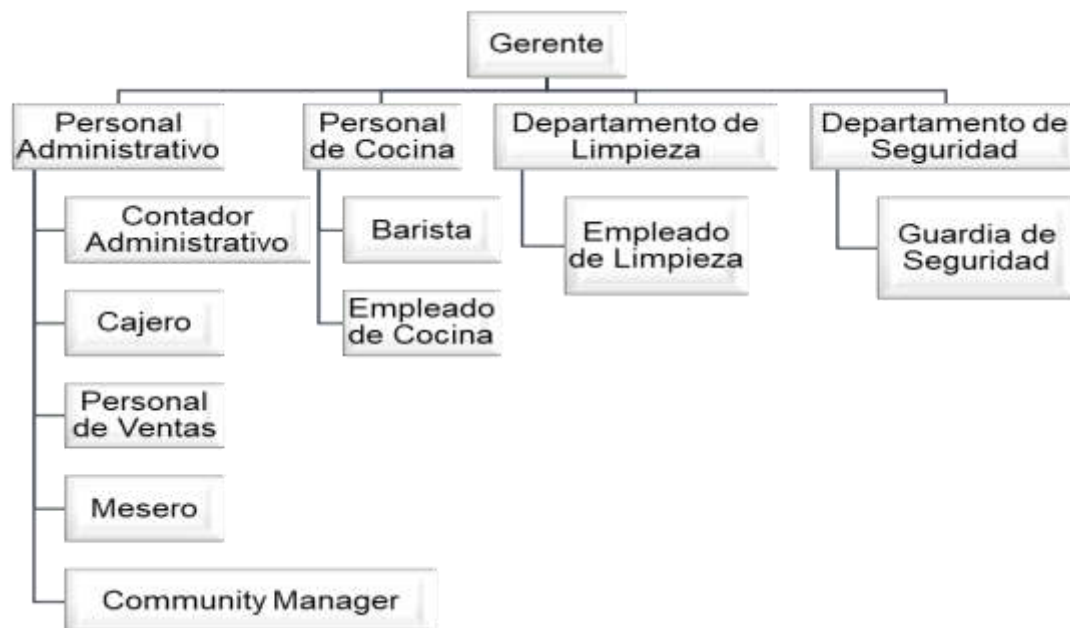 Gerente
Personal
Administrativo
Personal
de Cocina
Departamento de
Limpieza
Departamento de
Seguridad
Contador
Administrativo
Cajero
Personal
de Ventas
Mesero
Community Manager
Barista
Empleado
de Cocina
Empleado
de Limpieza
Guardia de
Seguridad